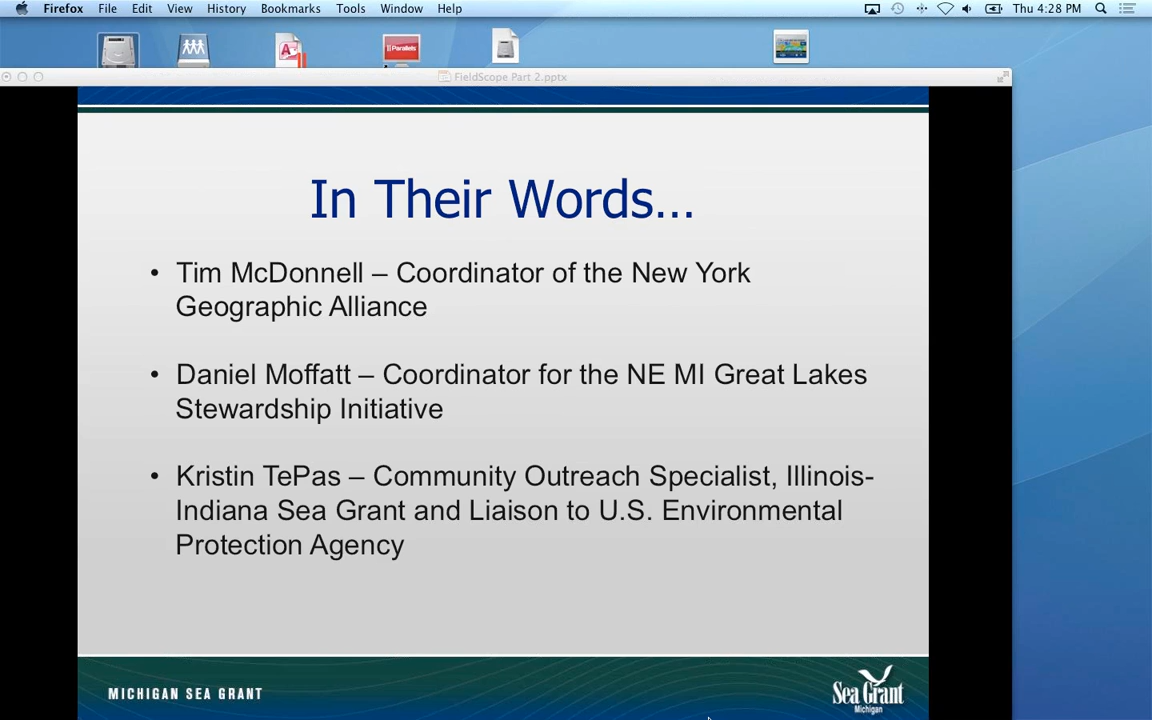 Firefox File Edit View History Bookmarks Tools Window Help Thu 4:28 PM
Parallels
FieldScope Part 2.pptx
In Their Words...
• Tim McDonnell – Coordinator of the New York
Geographic Alliance
• Daniel Moffatt – Coordinator for the NE MI Great Lakes
Stewardship Initiative
• Kristin TePas – Community Outreach Specialist, Illinois-
Indiana Sea Grant and Liaison to U.S. Environmental
Protection Agency
MICHIGAN SEA GRANT
Sea Grant
Michigan